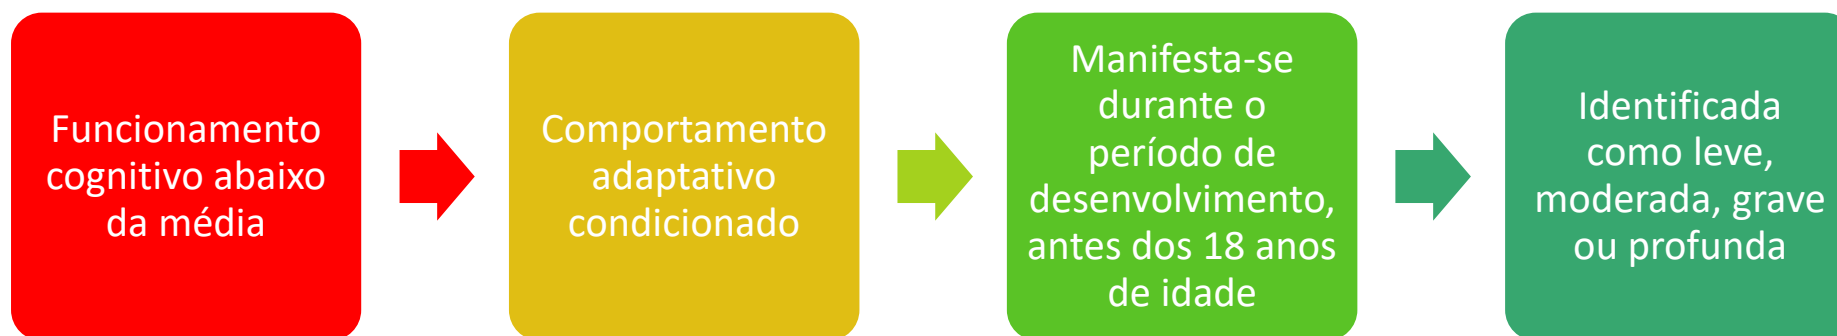 Funcionamento
cognitivo abaixo
da média
Comportamento
adaptativo
condicionado
Manifesta-se
durante o
período de
desenvolvimento,
antes dos 18 anos
de idade
Identificada
como leve,
moderada, grave
ou profunda